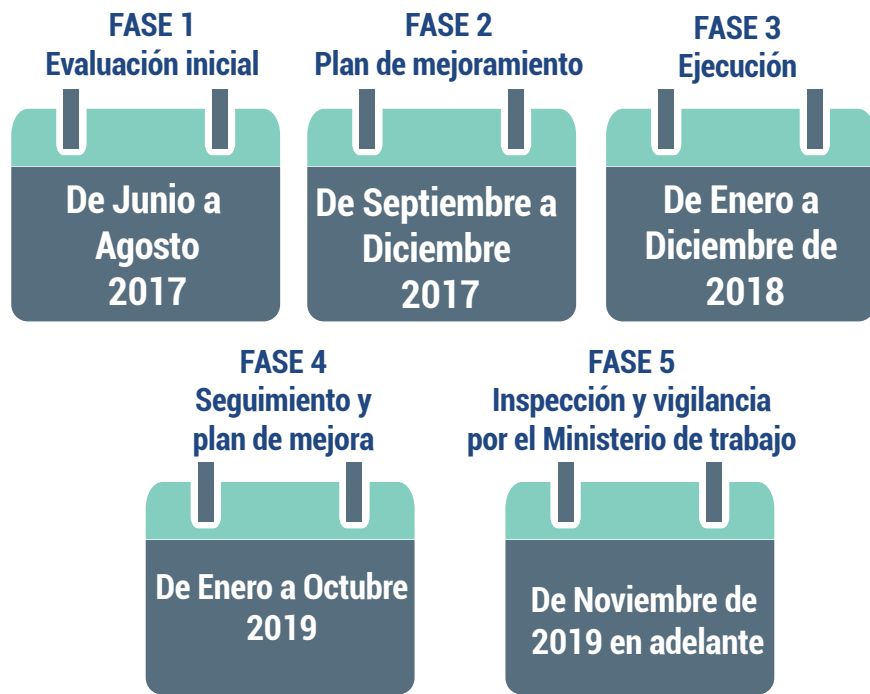 FASE 1
Evaluación inicial
De Junio a
Agosto
2017
FASE 2
Plan de mejoramiento
De Septiembre a
Diciembre
2017
FASE 3
Ejecución
De Enero a
Diciembre de
2018
FASE 4
Seguimiento y
plan de mejora
De Enero a Octubre
2019
FASE 5
Inspección y vigilancia
por el Ministerio de trabajo
De Noviembre de
2019 en adelante